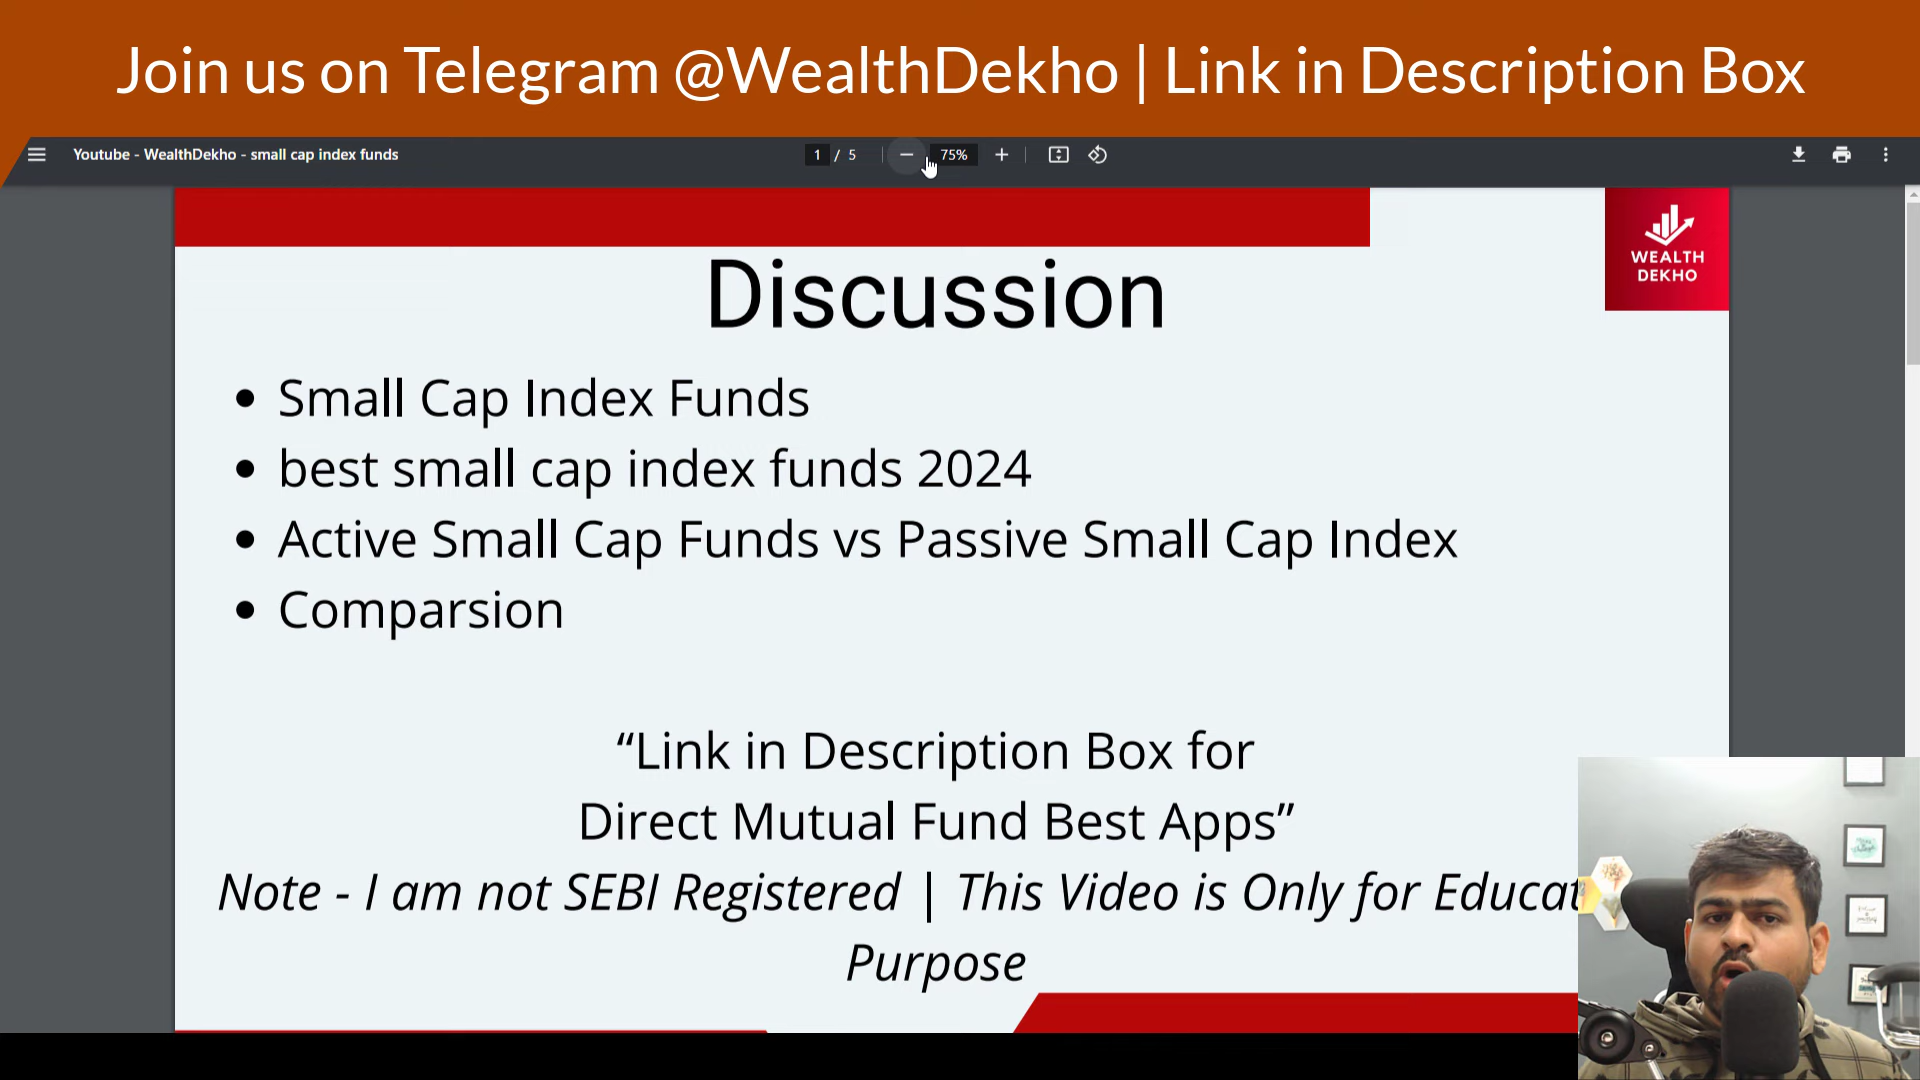 Join us on Telegram @WealthDekho | Link in Description Box
Youtube - WealthDekho - small cap index funds
1 / 5
75%
WEALTH
DEKHO
Discussion
• Small Cap Index Funds
• best small cap index funds 2024
• Active Small Cap Funds vs Passive Small Cap Index
• Comparsion
“Link in Description Box for
Direct Mutual Fund Best Apps”
Note - I am not SEBI Registered | This Video is Only for Educat
Purpose